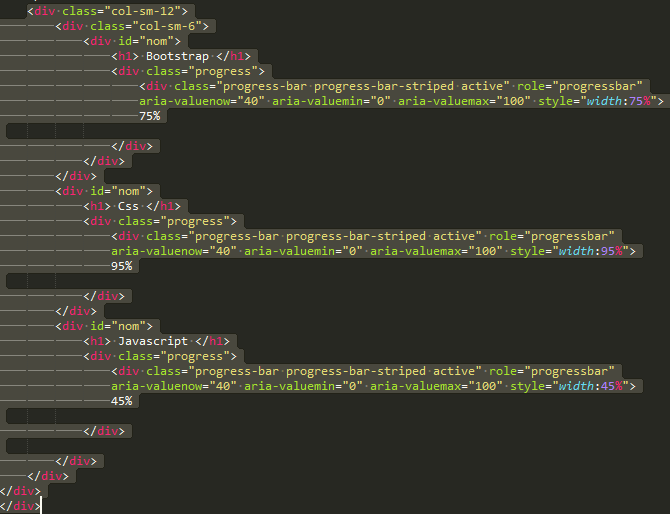 <div class="col-sm-12">
<div class="col-sm-6">
<div id="nom">
<h1> Bootstrap </h1>
<div class="progress">
<div class="progress-bar progress-bar-striped active" role="progressbar"
aria-valuenow="40" aria-valuemin="0" aria-valuemax="100" style="width:75%">
75%
</div>
</div>
</div>
<div id="nom">
<h1> Css </h1>
<div class="progress">
<div class="progress-bar progress-bar-striped active" role="progressbar"
aria-valuenow="40" aria-valuemin="0" aria-valuemax="100" style="width:95%">
95%
</div>
</div>
<div id="nom">
<h1> Javascript </h1>
<div class="progress">
<div class="progress-bar progress-bar-striped active" role="progressbar"
aria-valuenow="40" aria-valuemin="0" aria-valuemax="100" style="width:45%">
45%
</div>
</div>
</div>
</div>
</div>